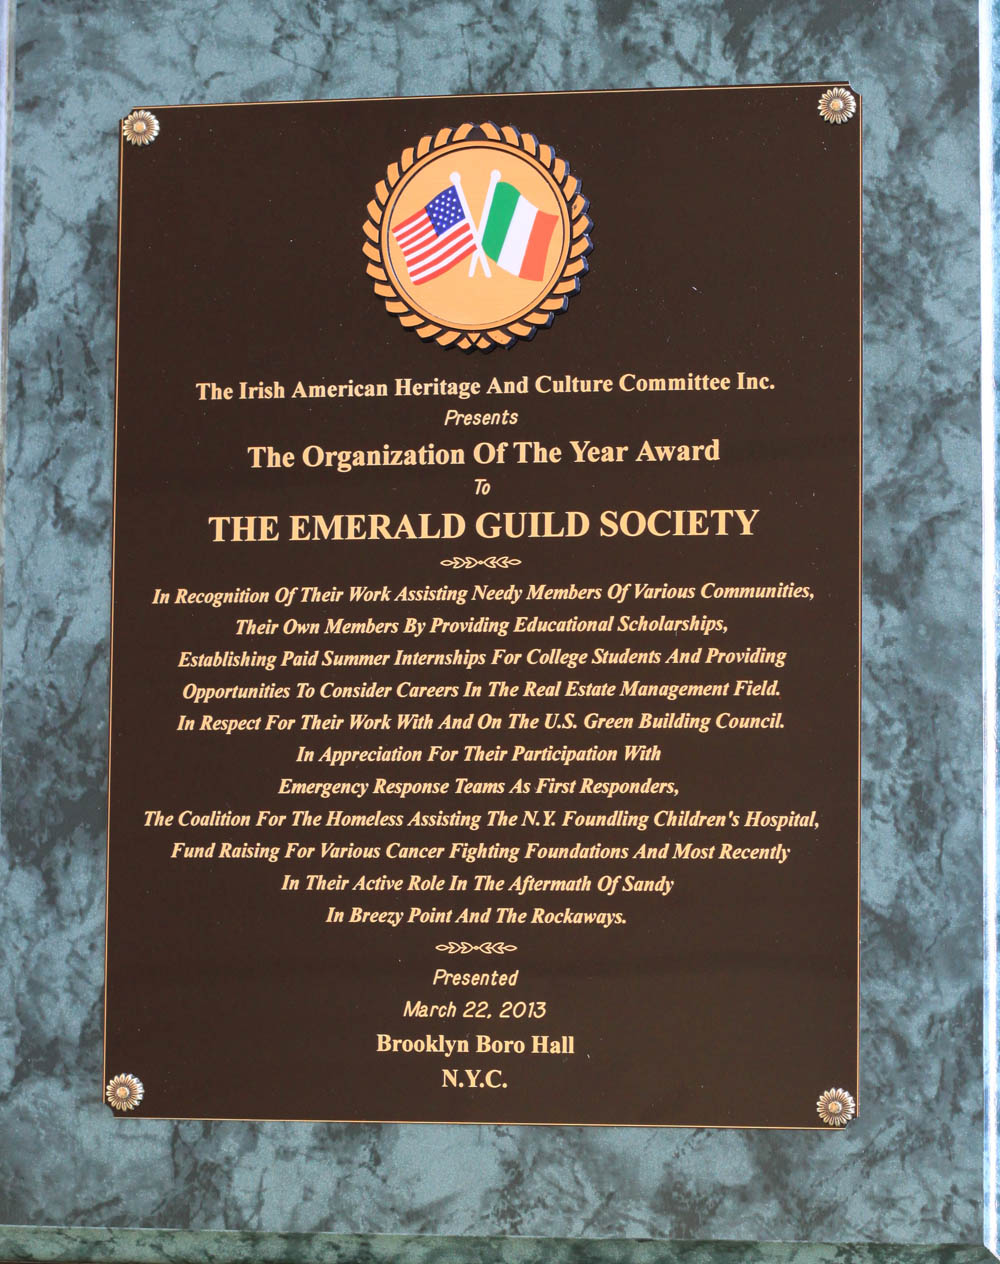 The Irish American Heritage And Culture Committee Inc.
Presents
The Organization Of The Year Award
To
THE EMERALD GUILD SOCIETY
In Recognition Of Their Work Assisting Needy Members Of Various Communities,
Their Own Members By Providing Educational Scholarships,
Establishing Paid Summer Internships For College Students And Providing
Opportunities To Consider Careers In The Real Estate Management Field.
In Respect For Their Work With And On The U.S. Green Building Council.
In Appreciation For Their Participation With
Emergency Response Teams As First Responders,
The Coalition For The Homeless Assisting The N.Y. Foundling Children's Hospital,
Fund Raising For Various Cancer Fighting Foundations And Most Recently
In Their Active Role In The Aftermath Of Sandy
In Breezy Point And The Rockaways.
Presented
March 22, 2013
Brooklyn Boro Hall
N.Y.C.